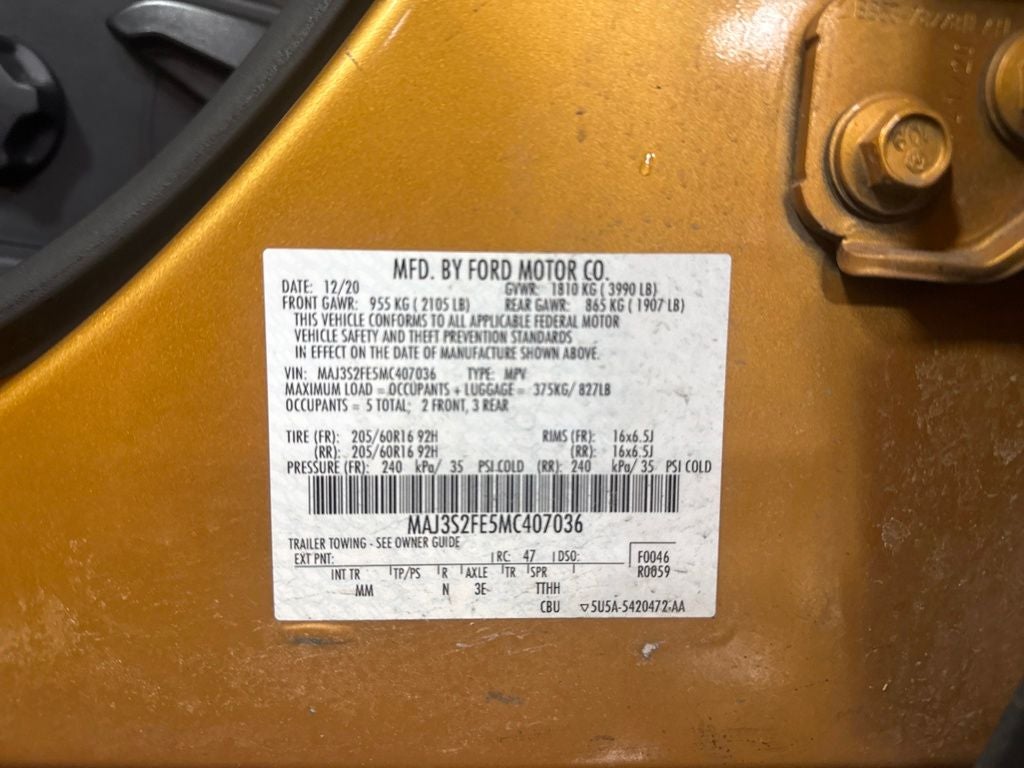 MFD. BY FORD MOTOR CO.
DATE: 12/20 GVWR: 1810 KG ( 3990 LB)
FRONT GAWR: 955 KG ( 2105 LB) REAR GAWR: 865 KG ( 1907 LB)
THIS VEHICLE CONFORMS TO ALL APPLICABLE FEDERAL MOTOR
VEHICLE SAFETY AND THEFT PREVENTION STANDARDS
IN EFFECT ON THE DATE OF MANUFACTURE SHOWN ABOVE.
VIN: MAJ3S2FE5MC407036 TYPE: MPV
MAXIMUM LOAD = OCCUPANTS + LUGGAGE = 375KG/ 827LB
OCCUPANTS = 5 TOTAL; 2 FRONT, 3 REAR
TIRE (FR): 205/60R16 92H RIMS (FR): 16x6.5J
(RR): 205/60R16 92H (RR): 16x6.5J
PRESSURE (FR): 240 kPa/ 35 PSI COLD (RR): 240 kPa/ 35 PSI COLD
MAJ3S2FE5MC407036
TRAILER TOWING - SEE OWNER GUIDE
EXT PNT: RC: 47 DSO: F0046
INT TR TP/PS R AXLE TR SPR R0059
MM N 3E TTHH
CBU ▽5U5A-5420472-AA